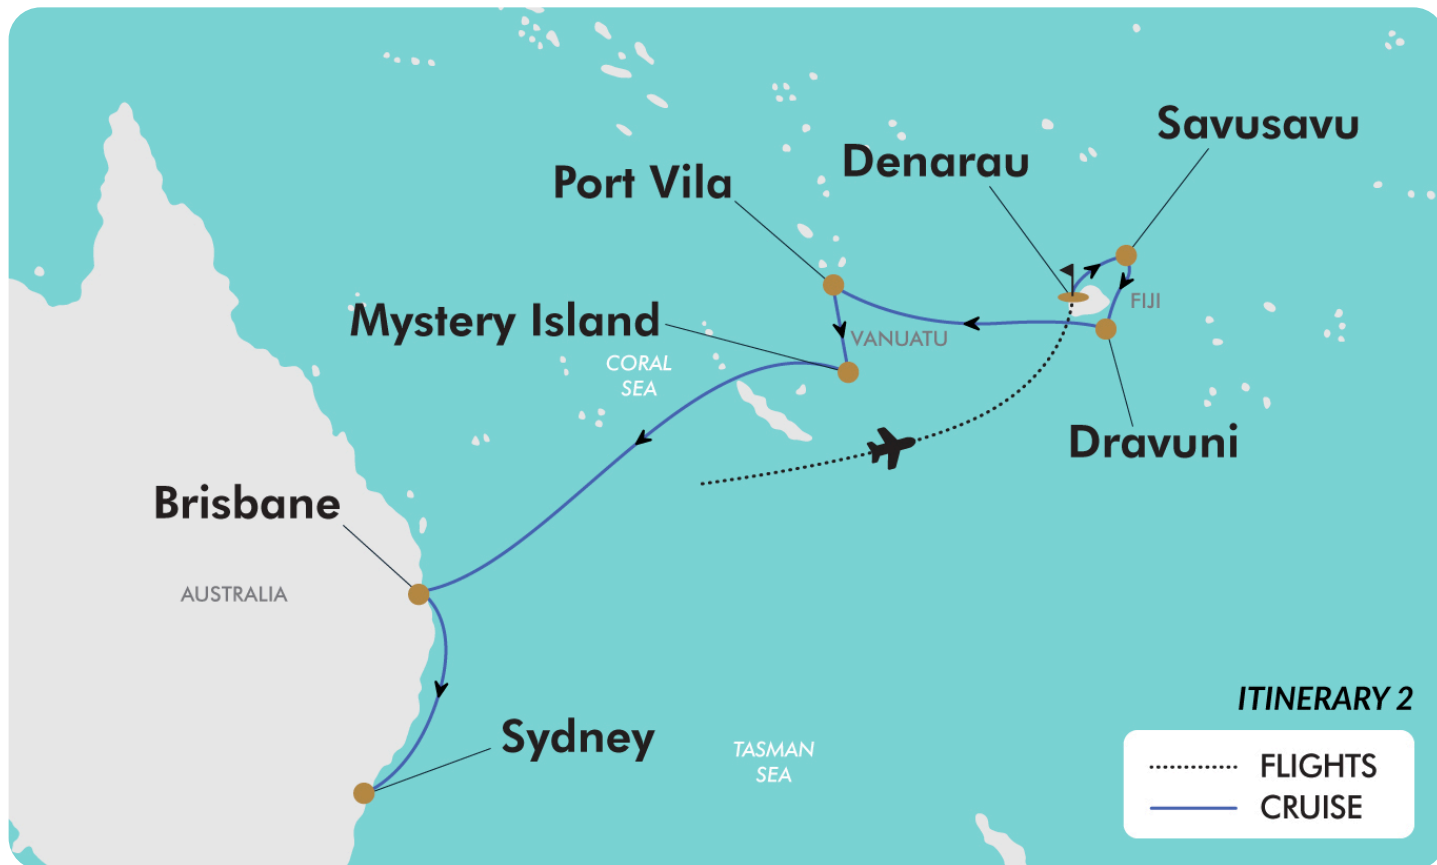 Savusavu
Denarau
Port Vila
FIJI
Mystery Island
VANUATU
CORAL
SEA
Dravuni
Brisbane
AUSTRALIA
ITINERARY 2
Sydney
TASMAN
SEA
FLIGHTS
CRUISE